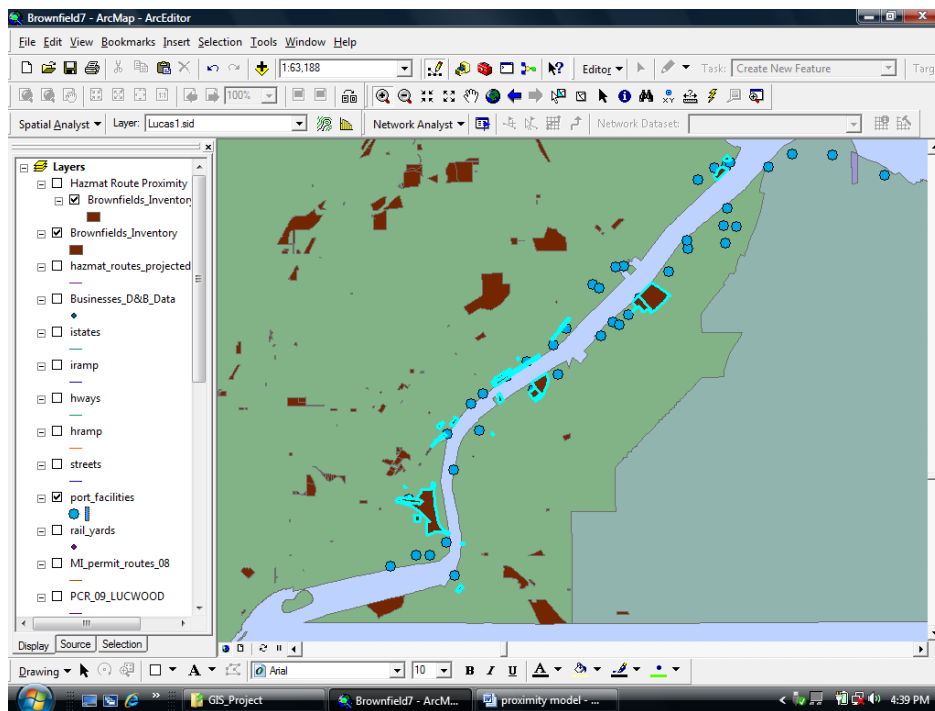 Brownfield7 - ArcMap - ArcEditor
File Edit View Bookmarks Insert Selection Tools Window Help
1:63,188 Editor Task: Create New Feature Targ
100%
Spatial Analyst Layer: Lucas1.sid Network Analyst Network Dataset:
Layers
Hazmat Route Proximity
Brownfields_Inventory
Brownfields_Inventory
hazmat_routes_projected
Businesses_D&B_Data
istates
iramp
hways
hramp
streets
port_facilities
rail_yards
MI_permit_routes_08
PCR_09_LUCWOOD
Display Source Selection
Drawing A Arial 10 B I U A
GIS_Project Brownfield7 - ArcM... proximity model - ... 4:39 PM